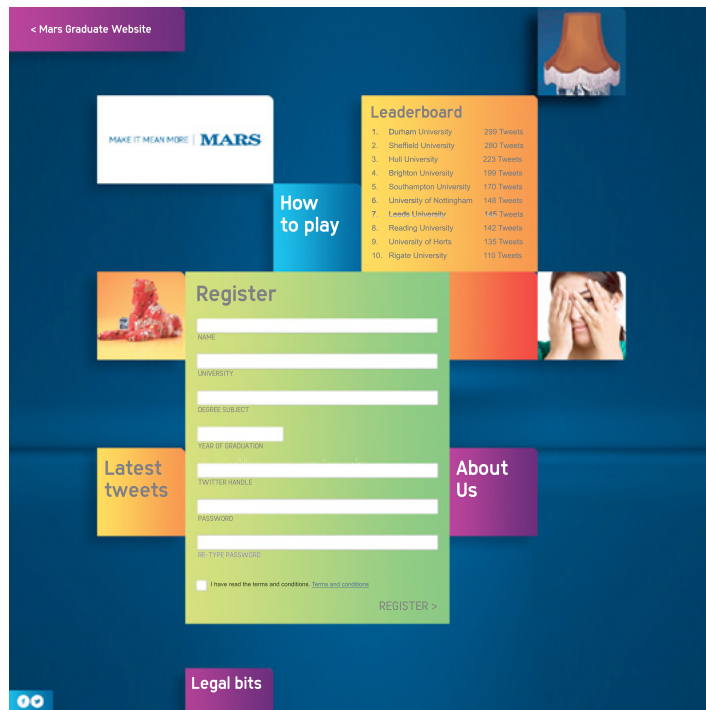 < Mars Graduate Website
MAKE IT MEAN MORE | MARS
Leaderboard
1. Durham University 299 Tweets
2. Sheffield University 280 Tweets
3. Hull University 223 Tweets
4. Brighton University 199 Tweets
5. Southampton University 170 Tweets
6. University of Nottingham 148 Tweets
7. Leeds University 145 Tweets
8. Reading University 142 Tweets
9. University of Herts 135 Tweets
10. Rigate University 110 Tweets
How
to play
Register
NAME
UNIVERSITY
DEGREE SUBJECT
YEAR OF GRADUATION
TWITTER HANDLE
PASSWORD
RE-TYPE PASSWORD
I have read the terms and conditions. Terms and conditions
REGISTER >
Latest
tweets
About
Us
Legal bits